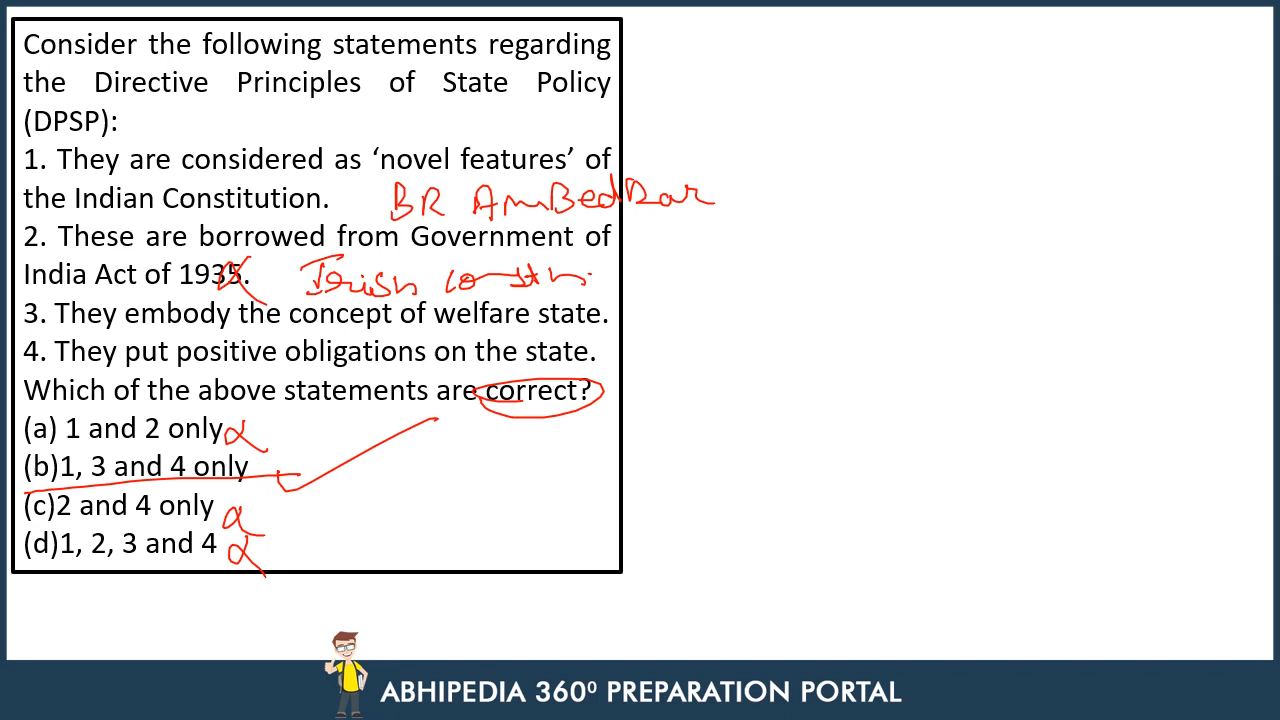 Consider the following statements regarding
the Directive Principles of State Policy
(DPSP):
1. They are considered as ‘novel features’ of
the Indian Constitution.
BR AmBedkar
2. These are borrowed from Government of
India Act of 1935.
Irish
3. They embody the concept of welfare state.
4. They put positive obligations on the state.
Which of the above statements are correct?
(a) 1 and 2 only
(b)1, 3 and 4 only
(c)2 and 4 only
(d)1, 2, 3 and 4
ABHIPEDIA 360⁰ PREPARATION PORTAL